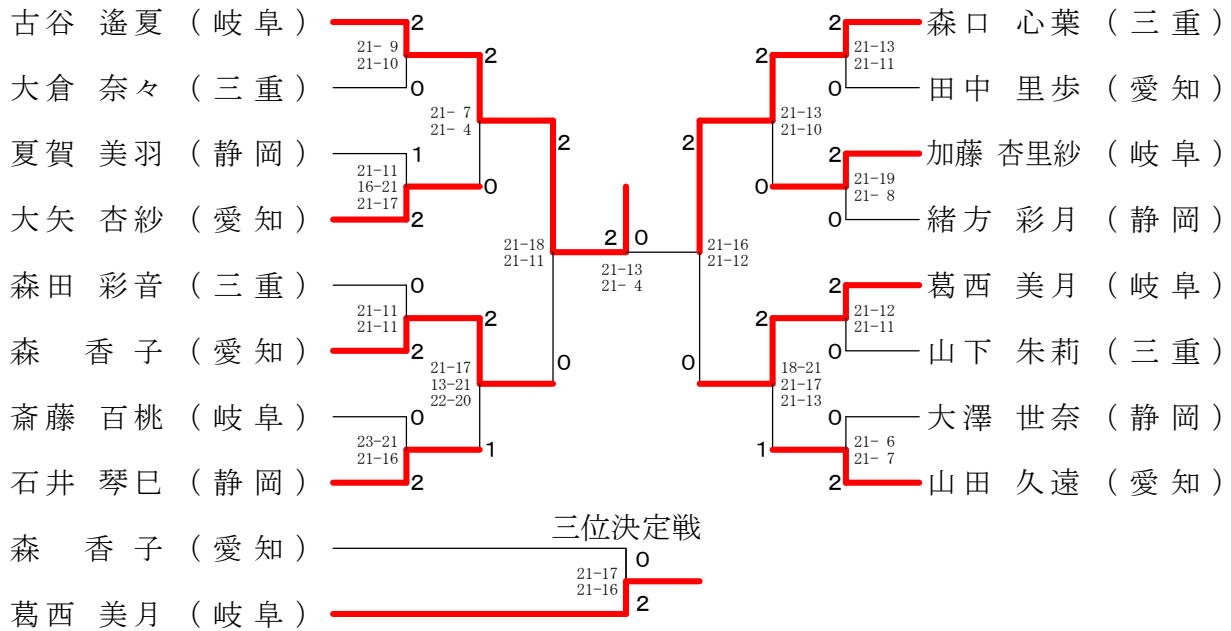 古谷 遙夏 (岐阜) 2 2 森口 心葉 (三重)
21- 9 2 21-13
21-10 2 21-11
大倉 奈々 (三重) 0 0 田中 里歩 (愛知)
21- 7 21-13
21- 4 21-10
夏賀 美羽 (静岡) 1 2 2 2 加藤 杏里紗 (岐阜)
21-11 21-19
16-21 0 0 21- 8
21-17
大矢 杏紗 (愛知) 2 0 緒方 彩月 (静岡)
21-18 2 0 21-16
21-11 21-13 21-12
21- 4
森田 彩音 (三重) 0 2 葛西 美月 (岐阜)
21-11 2 2 21-12
21-11 21-11
森 香子 (愛知) 2 0 0 0 山下 朱莉 (三重)
21-17 18-21
13-21 21-17
22-20 21-13
斎藤 百桃 (岐阜) 0 0 大澤 世奈 (静岡)
23-21 1 1 21- 6
21-16 21- 7
石井 琴巳 (静岡) 2 2 山田 久遠 (愛知)
三位決定戦
森 香子 (愛知) 0
21-17
21-16
葛西 美月 (岐阜) 2